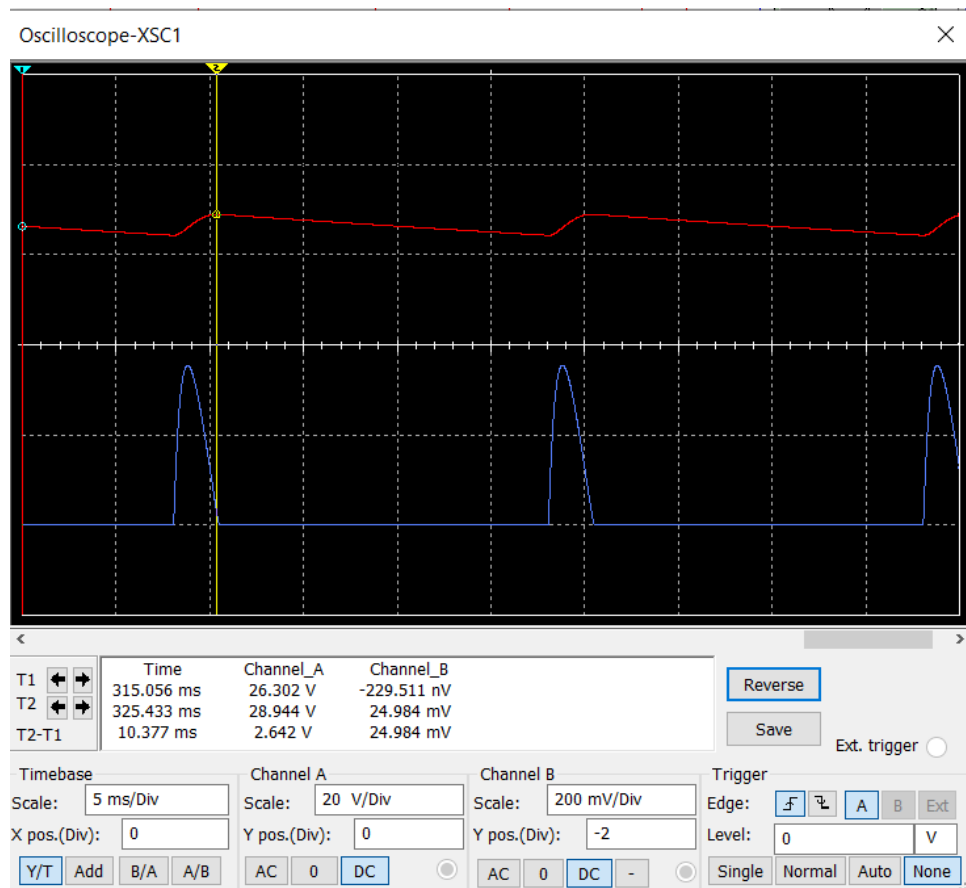 Oscilloscope-XSC1
1 2
Time Channel_A Channel_B
T1 315.056 ms 26.302 V -229.511 nV
T2 325.433 ms 28.944 V 24.984 mV
T2-T1 10.377 ms 2.642 V 24.984 mV
Reverse
Save
Ext. trigger
Timebase Channel A Channel B Trigger
Scale: 5 ms/Div Scale: 20 V/Div Scale: 200 mV/Div Edge: A B Ext
X pos.(Div): 0 Y pos.(Div): 0 Y pos.(Div): -2 Level: 0 V
Y/T Add B/A A/B AC 0 DC AC 0 DC - Single Normal Auto None